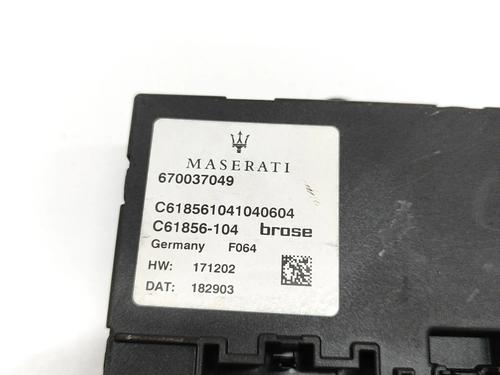 MASERATI
670037049
C618561041040604
C61856-104 brose
Germany F064
HW: 171202
DAT: 182903